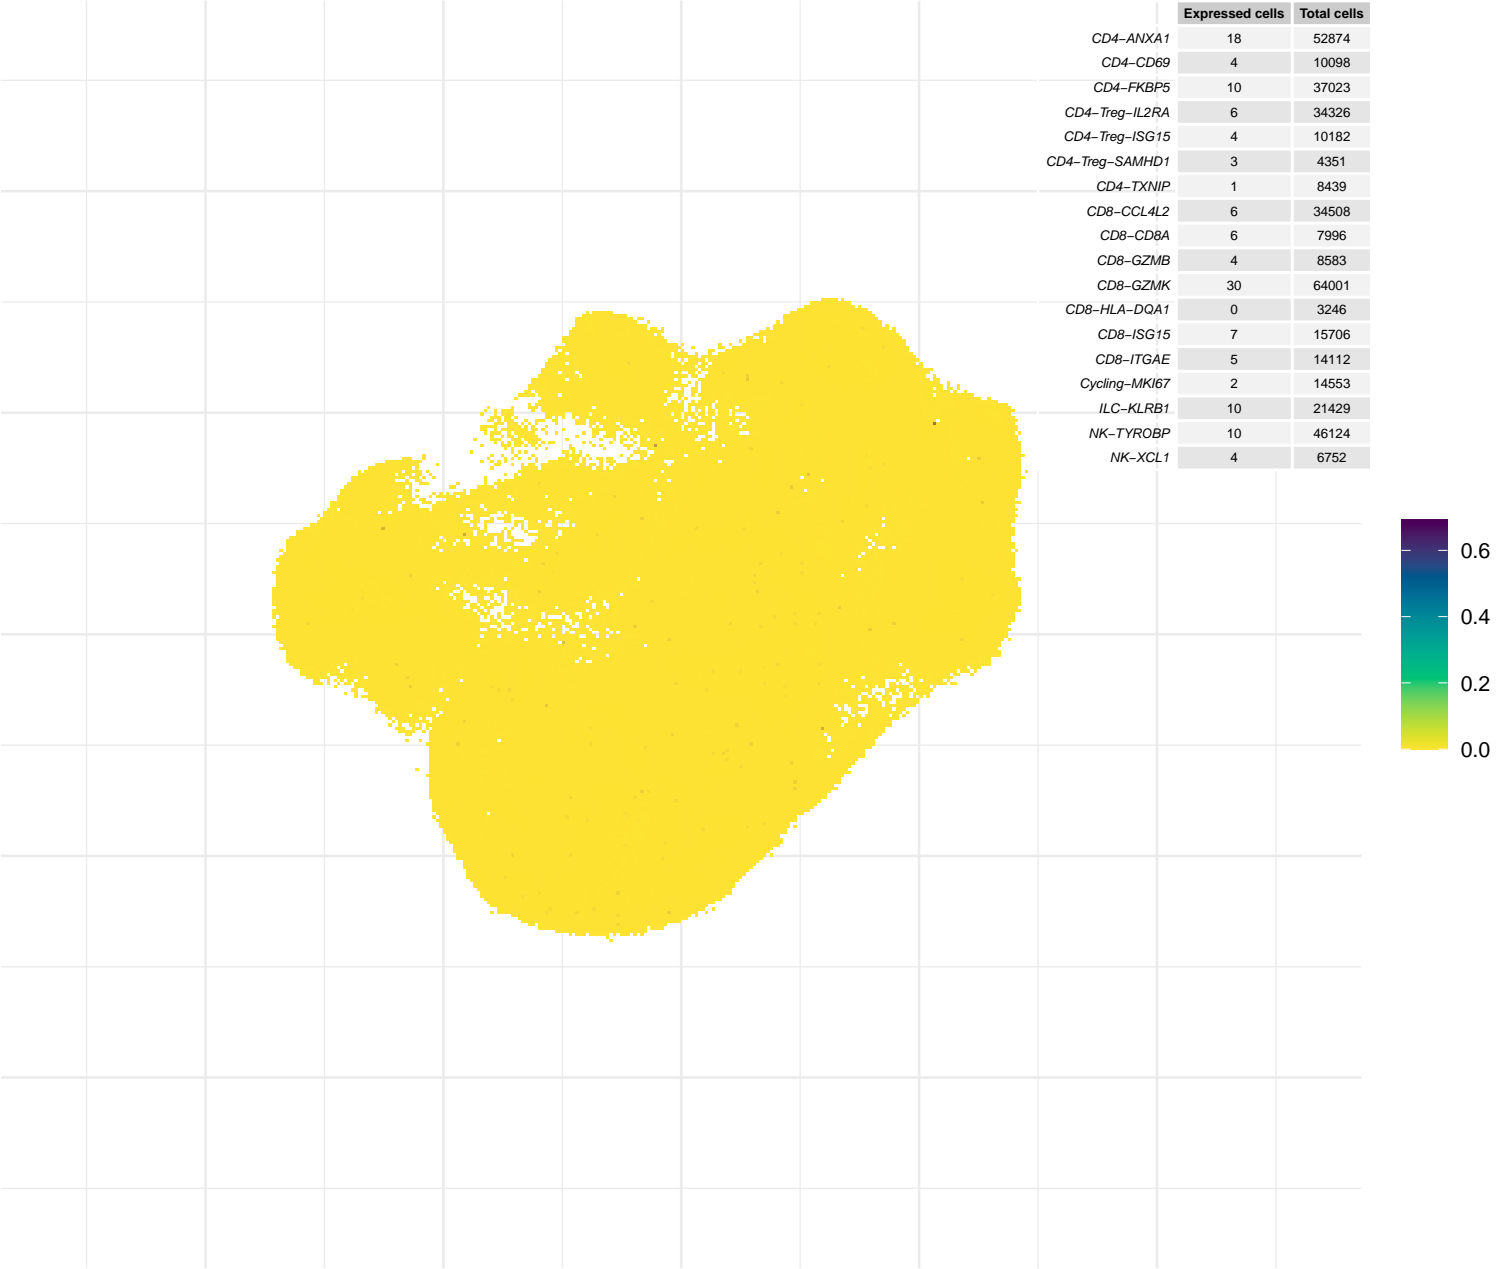 Expressed cells Total cells
CD4−ANXA1 18 52874
CD4−CD69 4 10098
CD4−FKBP5 10 37023
CD4−Treg−IL2RA 6 34326
CD4−Treg−ISG15 4 10182
CD4−Treg−SAMHD1 3 4351
CD4−TXNIP 1 8439
CD8−CCL4L2 6 34508
CD8−CD8A 6 7996
CD8−GZMB 4 8583
CD8−GZMK 30 64001
CD8−HLA−DQA1 0 3246
CD8−ISG15 7 15706
CD8−ITGAE 5 14112
Cycling−MKI67 2 14553
ILC−KLRB1 10 21429
NK−TYROBP 10 46124
NK−XCL1 4 6752
0.6
0.4
0.2
0.0